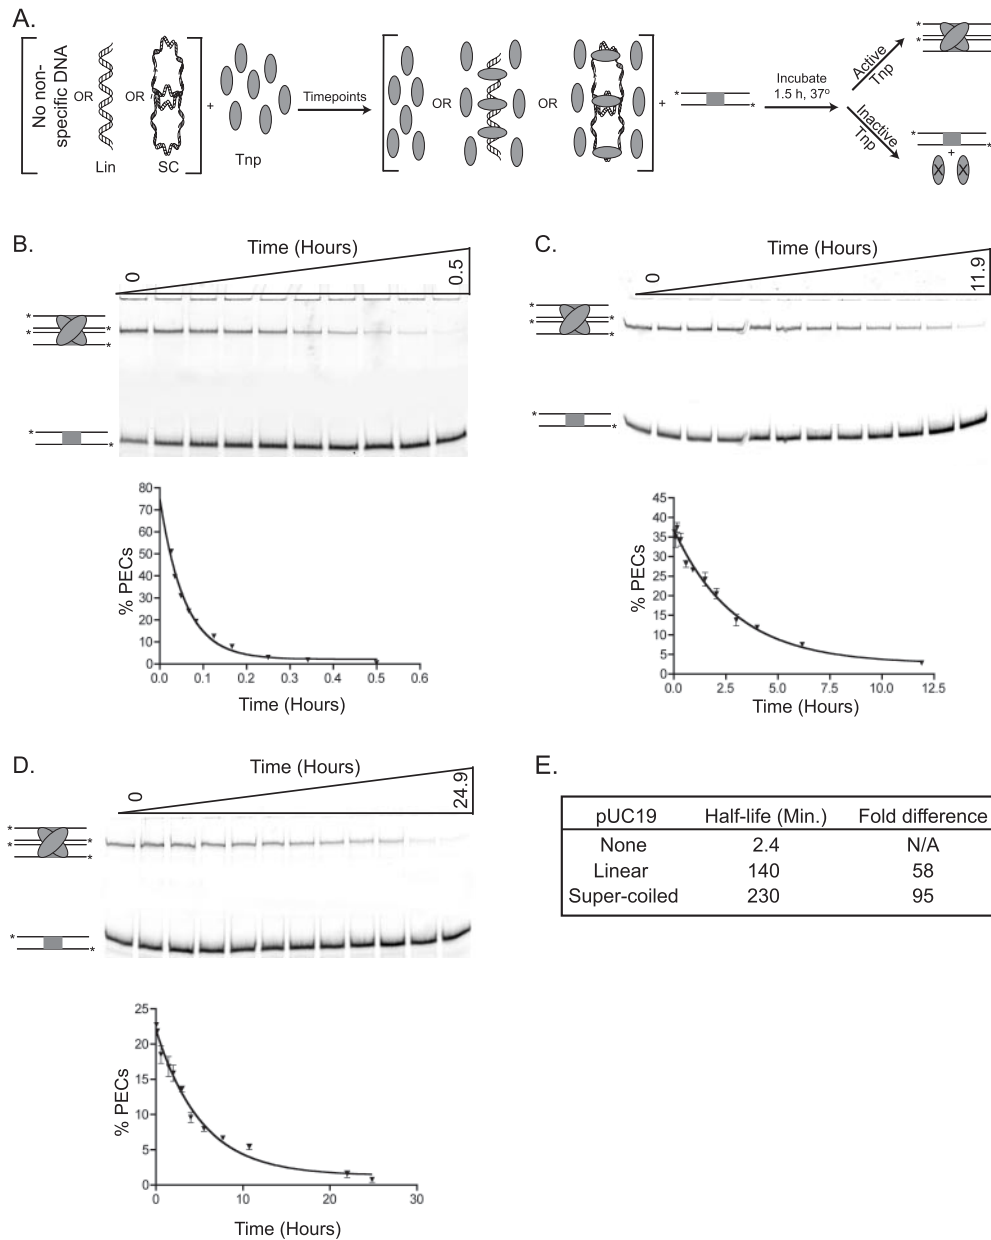 A.
No non-
specific DNA
OR
Lin
OR
SC
+
Tnp
Timepoints
OR
OR
+
*
*
Incubate
1.5 h, 37º
Active
Tnp
Inactive
Tnp
*
*
*
*
*
*
+
X X
B.
Time (Hours)
0
0.5
*
*
*
*
*
*
80
70
60
50
40
30
20
10
0
% PECs
0.0 0.1 0.2 0.3 0.4 0.5 0.6
Time (Hours)
C.
Time (Hours)
0
11.9
*
*
*
*
*
*
45
40
35
30
25
20
15
10
5
0
% PECs
0.0 2.5 5.0 7.5 10.0 12.5
Time (Hours)
D.
Time (Hours)
0
24.9
*
*
*
*
*
*
25
20
15
10
5
0
% PECs
0 10 20 30
Time (Hours)
E.
pUC19 Half-life (Min.) Fold difference
None 2.4 N/A
Linear 140 58
Super-coiled 230 95